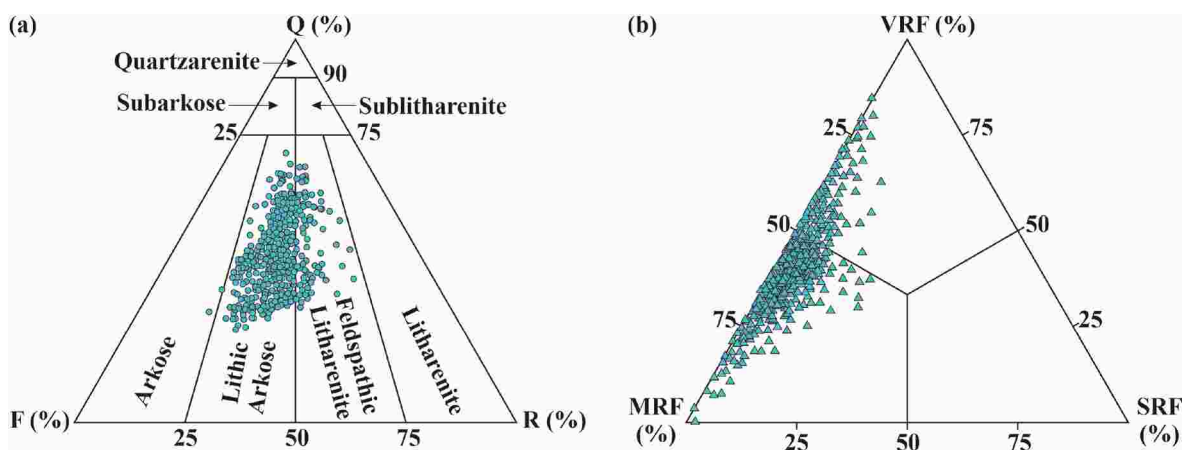 (a)
Q (%)
Quartzarenite
90
Subarkose
Sublitharenite
25
75
Arkose
Lithic
Arkose
Feldspathic
Litharenite
Litharenite
F (%)
R (%)
25
50
75
(b)
VRF (%)
25
75
50
50
75
25
MRF
(%)
SRF
(%)
25
50
75